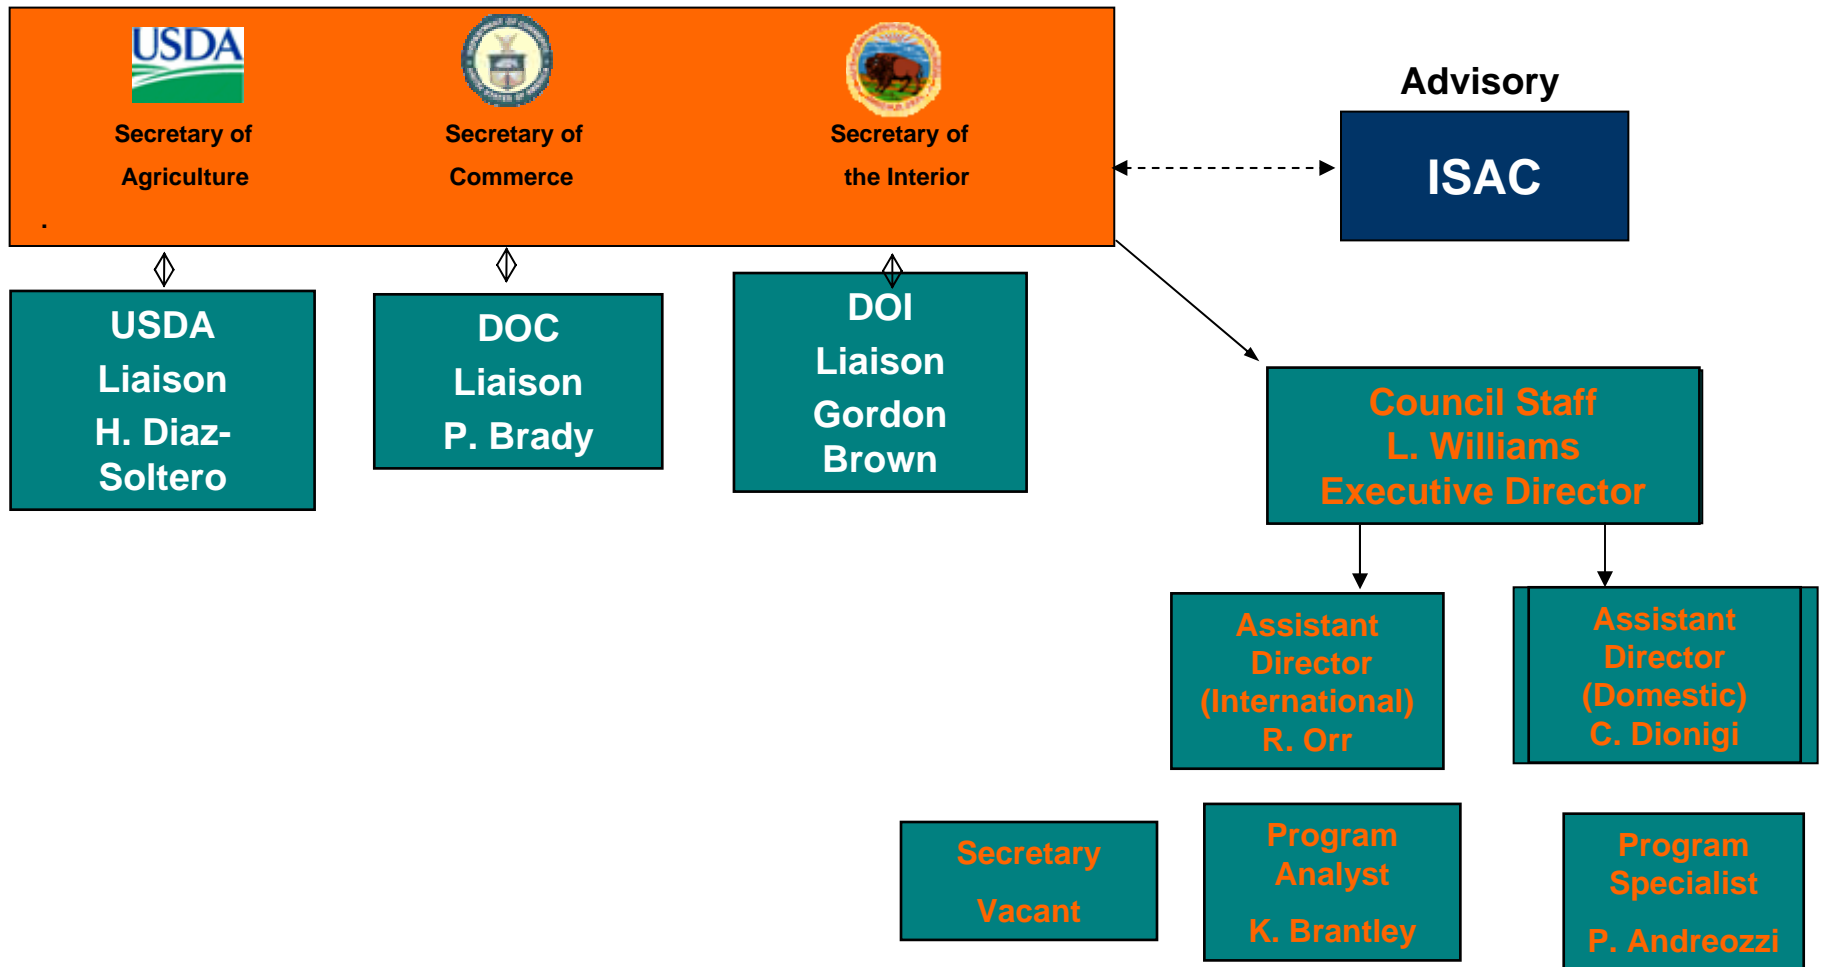 USDA
Secretary of
Agriculture
.
Secretary of
Commerce
Secretary of
the Interior
Advisory
ISAC
USDA
Liaison
H. Diaz-
Soltero
DOC
Liaison
P. Brady
DOI
Liaison
Gordon
Brown
Council Staff
L. Williams
Executive Director
Assistant
Director
(International)
R. Orr
Assistant
Director
(Domestic)
C. Dionigi
Secretary
Vacant
Program
Analyst
K. Brantley
Program
Specialist
P. Andreozzi